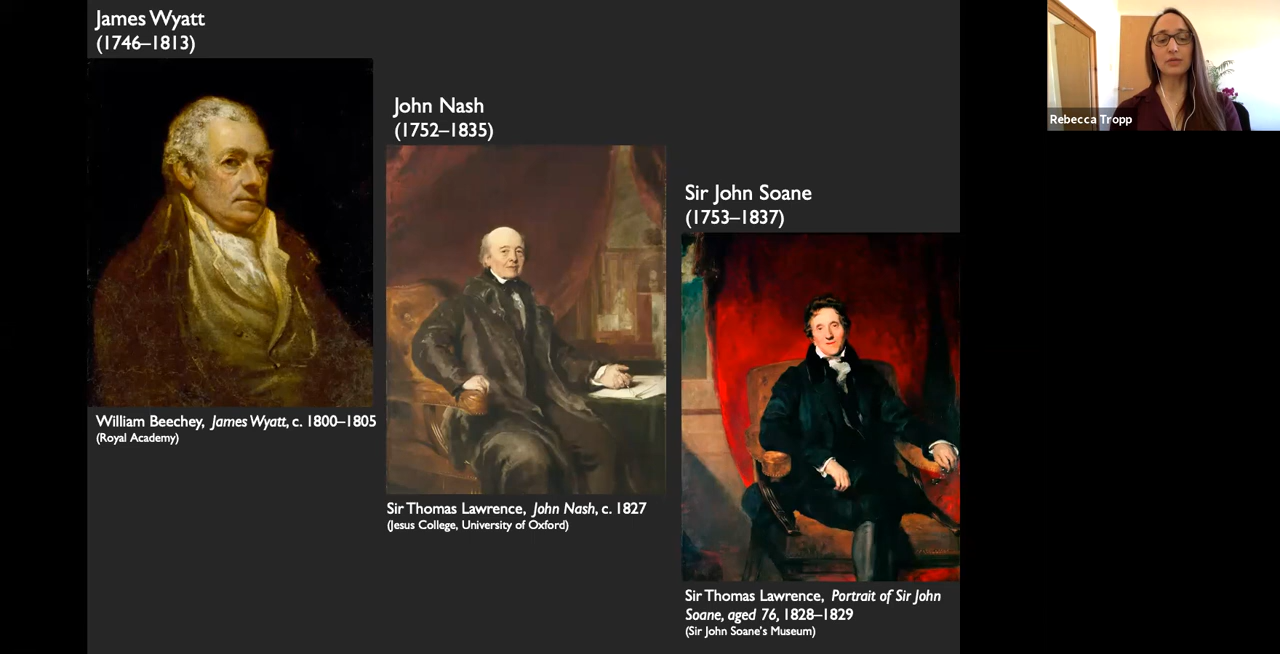 James Wyatt
(1746–1813)
William Beechey, James Wyatt, c. 1800–1805
(Royal Academy)
John Nash
(1752–1835)
Sir Thomas Lawrence, John Nash, c. 1827
(Jesus College, University of Oxford)
Sir John Soane
(1753–1837)
Sir Thomas Lawrence, Portrait of Sir John
Soane, aged 76, 1828–1829
(Sir John Soane's Museum)
Rebecca Tropp